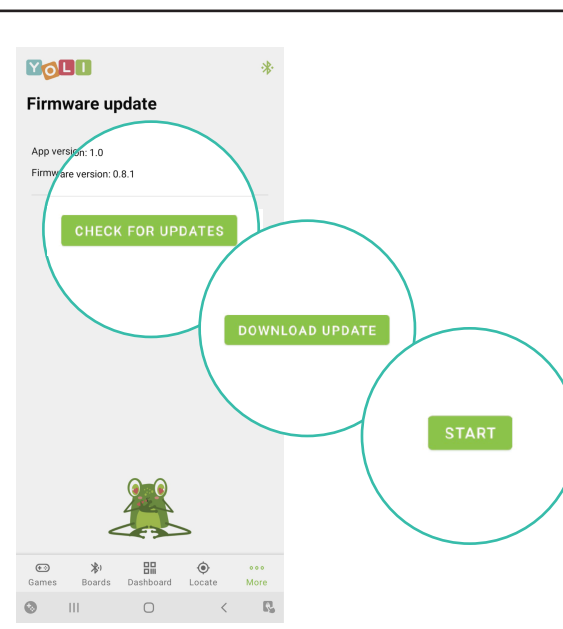 YOLI
Firmware update
App version: 1.0
Firmware version: 0.8.1
CHECK FOR UPDATES
DOWNLOAD UPDATE
START
Games Boards Dashboard Locate More